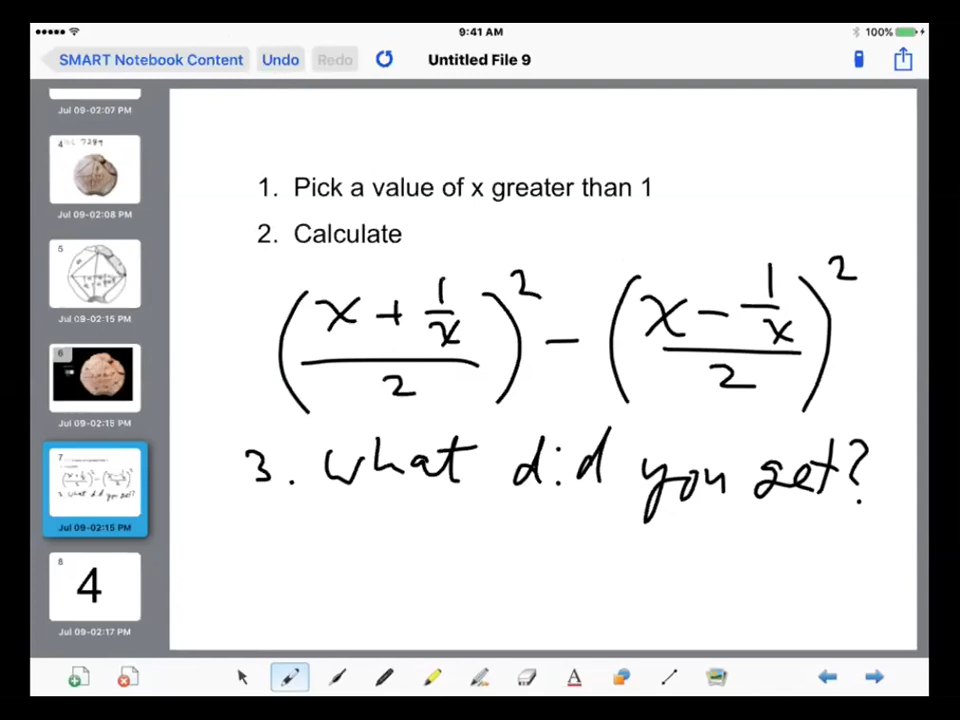 9:41 AM
100%
SMART Notebook Content
Undo
Redo
Untitled File 9
Jul 09-02:07 PM
4
7289
Jul 09-02:08 PM
5
Jul 09-02:15 PM
6
Jul 09-02:15 PM
7
Jul 09-02:15 PM
8
4
Jul 09-02:17 PM
1. Pick a value of x greater than 1
2. Calculate
((x + 1/x)/2)² − ((x − 1/x)/2)²
3. What did you get?
A